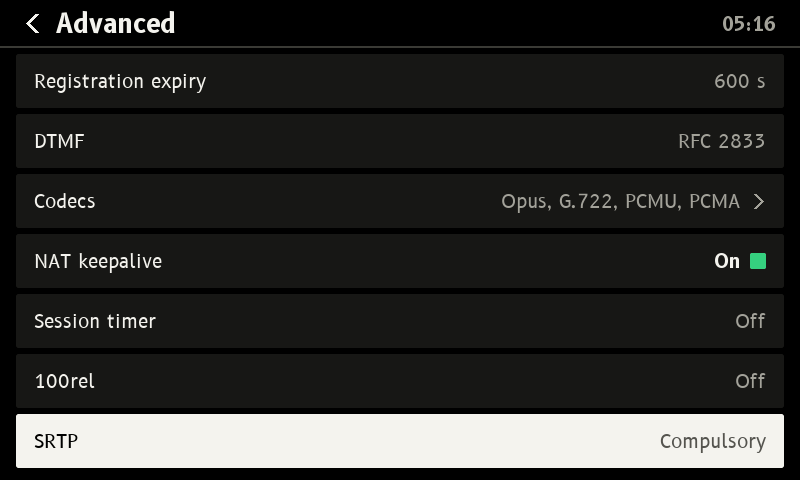 Advanced 05:16
Registration expiry 600 s
DTMF RFC 2833
Codecs Opus, G.722, PCMU, PCMA
NAT keepalive On
Session timer Off
100rel Off
SRTP Compulsory